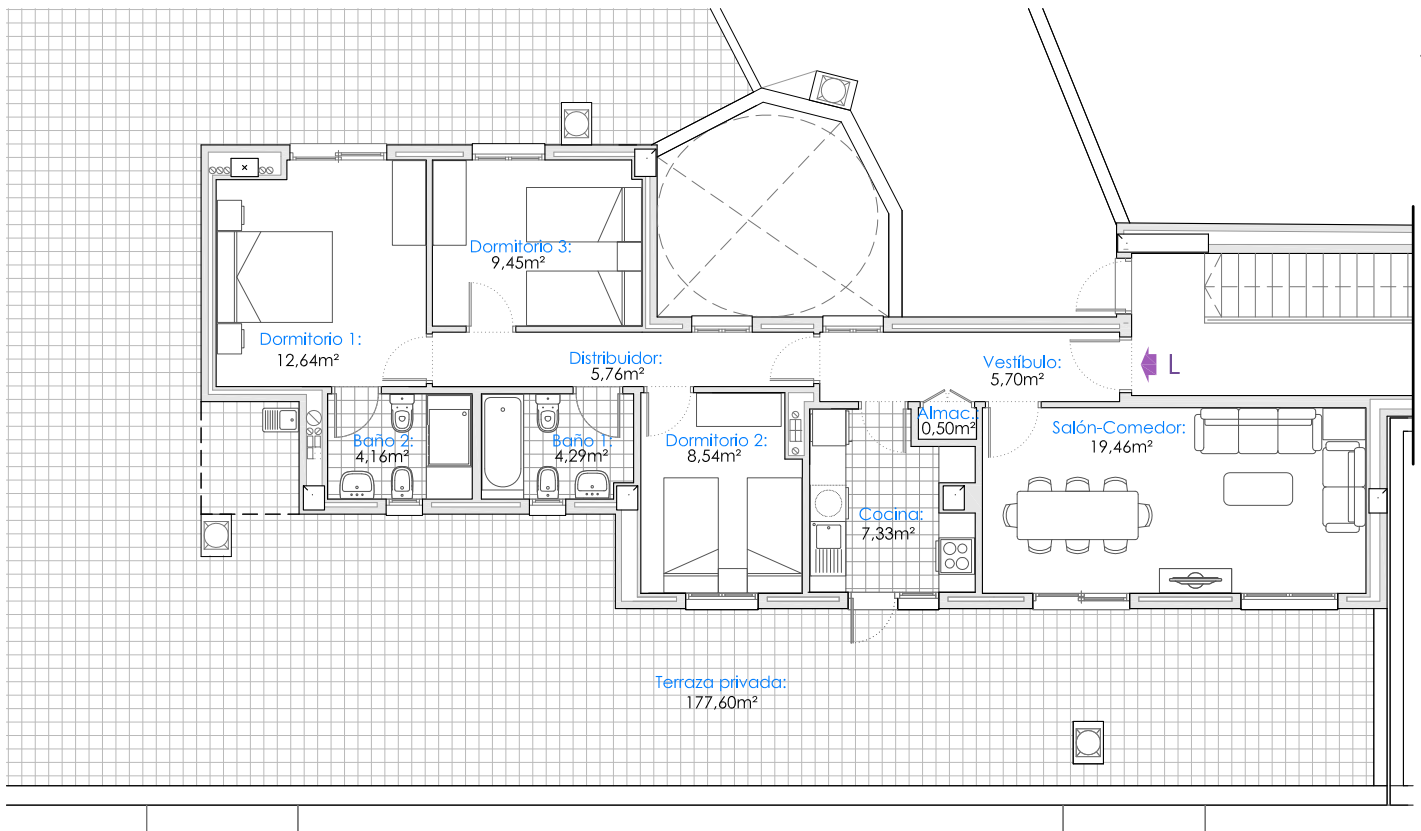 Dormitorio 3:
9,45m²
Dormitorio 1:
12,64m²
Distribuidor:
5,76m²
Vestíbulo:
5,70m²
L
Almac.:
0,50m²
Salón-Comedor:
19,46m²
Baño 2:
4,16m²
Baño 1:
4,29m²
Dormitorio 2:
8,54m²
Cocina:
7,33m²
Terraza privada:
177,60m²